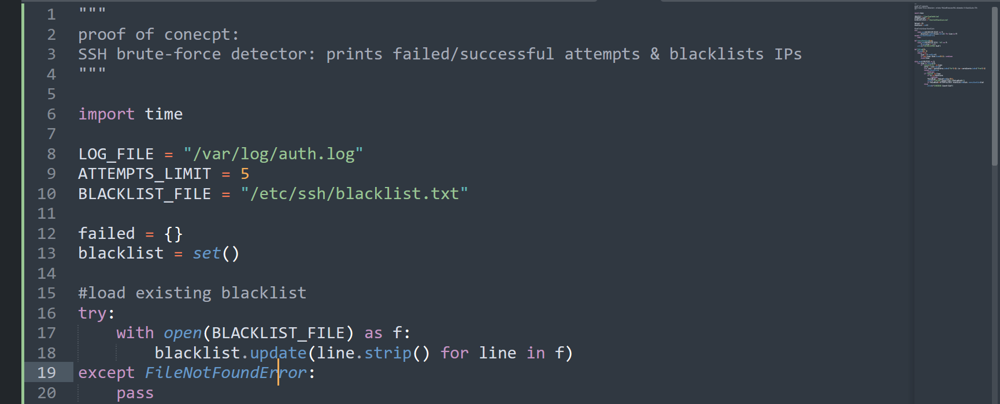 1 """
2 proof of conecpt:
3 SSH brute-force detector: prints failed/successful attempts & blacklists IPs
4 """
5
6 import time
7
8 LOG_FILE = "/var/log/auth.log"
9 ATTEMPTS_LIMIT = 5
10 BLACKLIST_FILE = "/etc/ssh/blacklist.txt"
11
12 failed = {}
13 blacklist = set()
14
15 #load existing blacklist
16 try:
17     with open(BLACKLIST_FILE) as f:
18         blacklist.update(line.strip() for line in f)
19 except FileNotFoundError:
20     pass